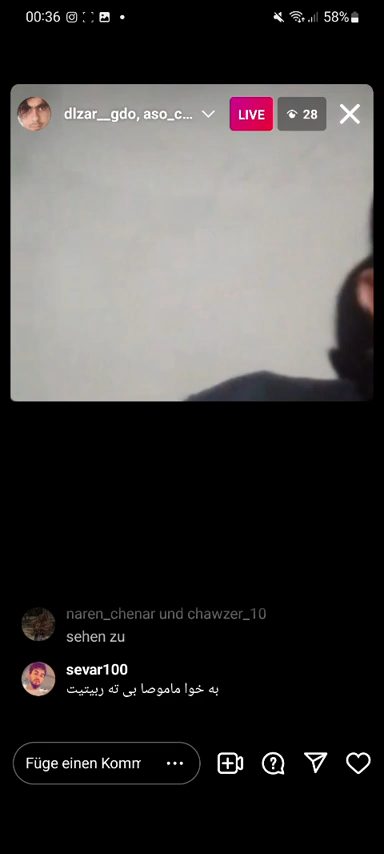 00:36
58%
dlzar__gdo, aso_c...
LIVE
28
naren_chenar und chawzer_10
sehen zu
sevar100
به خوا ماموصا بی ته ربیتیت
Füge einen Komm